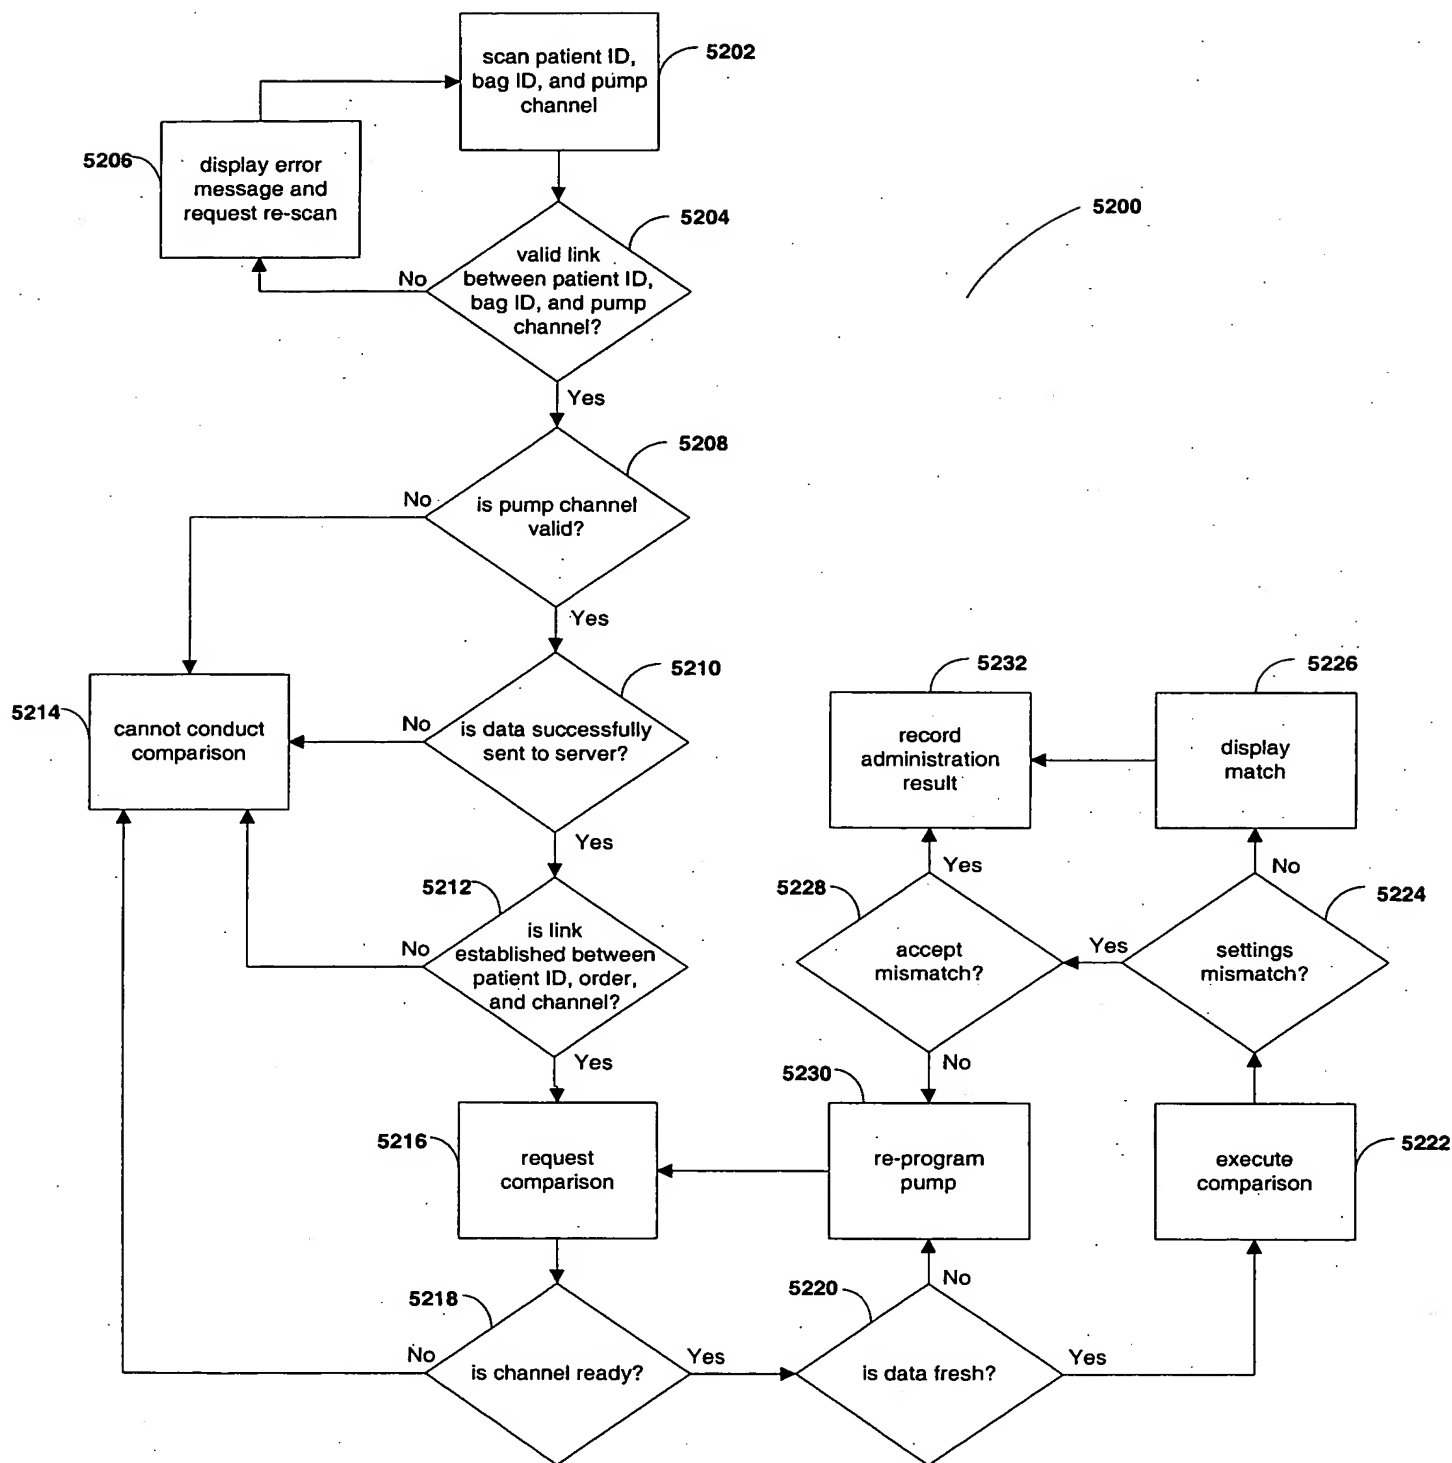 scan patient ID,
bag ID, and pump
channel
5202
5206
display error
message and
request re-scan
5204
valid link
between patient ID,
bag ID, and pump
channel?
No
5200
Yes
5208
No
is pump channel
valid?
Yes
5214
cannot conduct
comparison
5210
No
is data successfully
sent to server?
Yes
5232
record
administration
result
5226
display
match
5212
No
is link
established between
patient ID, order,
and channel?
Yes
5228
Yes
accept
mismatch?
No
Yes
No
5224
settings
mismatch?
5216
request
comparison
5230
re-program
pump
5222
execute
comparison
5218
No
is channel ready?
Yes
5220
No
is data fresh?
Yes